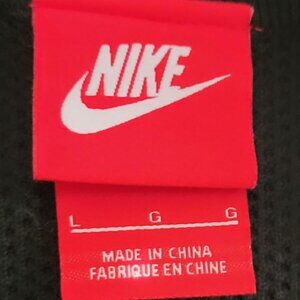 NIKE
L G G
MADE IN CHINA
FABRIQUE EN CHINE